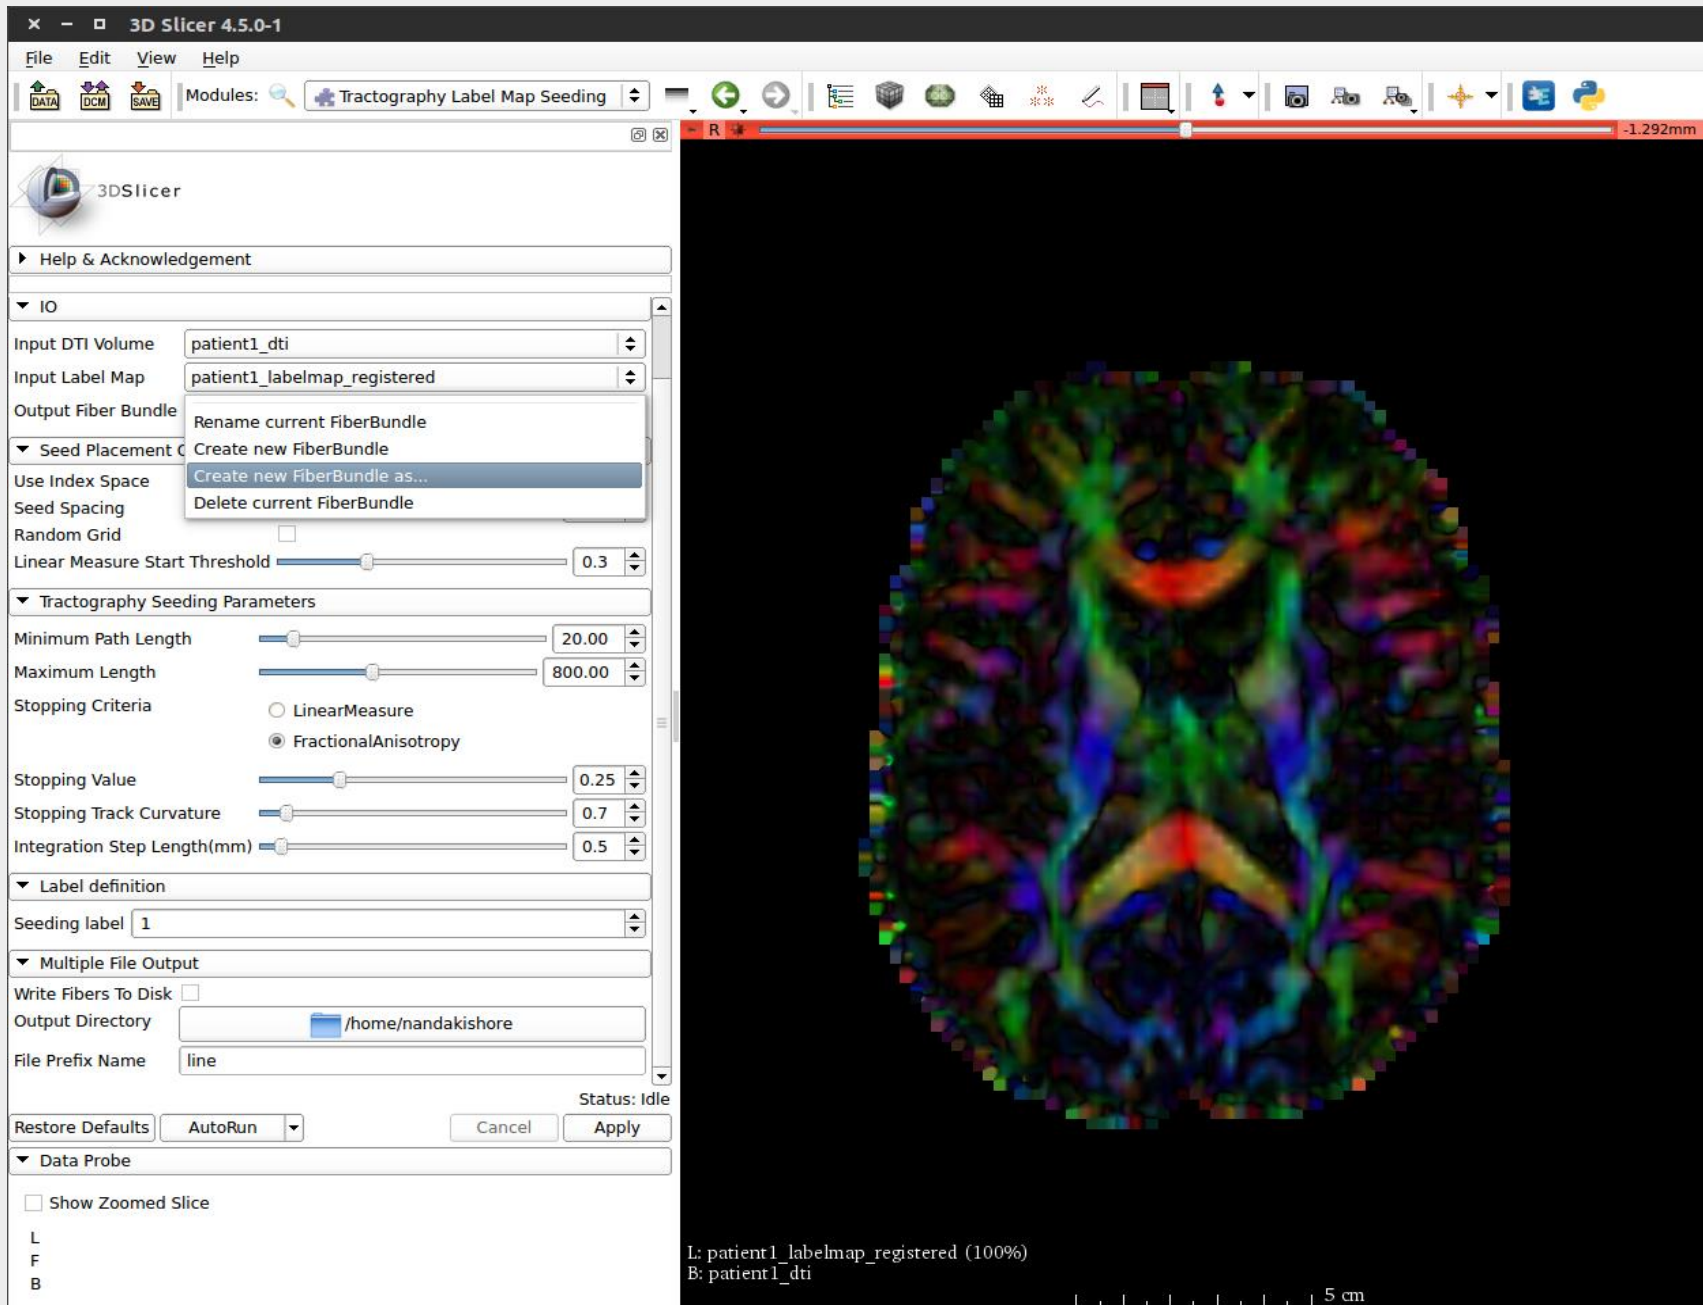 3D Slicer 4.5.0-1
File Edit View Help
DATA DCM SAVE Modules: Tractography Label Map Seeding
R -1.292mm
3DSlicer
Help & Acknowledgement
IO
Input DTI Volume patient1_dti
Input Label Map patient1_labelmap_registered
Output Fiber Bundle
Rename current FiberBundle
Seed Placement
Create new FiberBundle
Use Index Space
Create new FiberBundle as...
Seed Spacing
Delete current FiberBundle
Random Grid
Linear Measure Start Threshold 0.3
Tractography Seeding Parameters
Minimum Path Length 20.00
Maximum Length 800.00
Stopping Criteria LinearMeasure
FractionalAnisotropy
Stopping Value 0.25
Stopping Track Curvature 0.7
Integration Step Length(mm) 0.5
Label definition
Seeding label 1
Multiple File Output
Write Fibers To Disk
Output Directory /home/nandakishore
File Prefix Name line
Status: Idle
Restore Defaults AutoRun Cancel Apply
Data Probe
Show Zoomed Slice
L
F
B
L: patient1_labelmap_registered (100%)
B: patient1_dti
5 cm